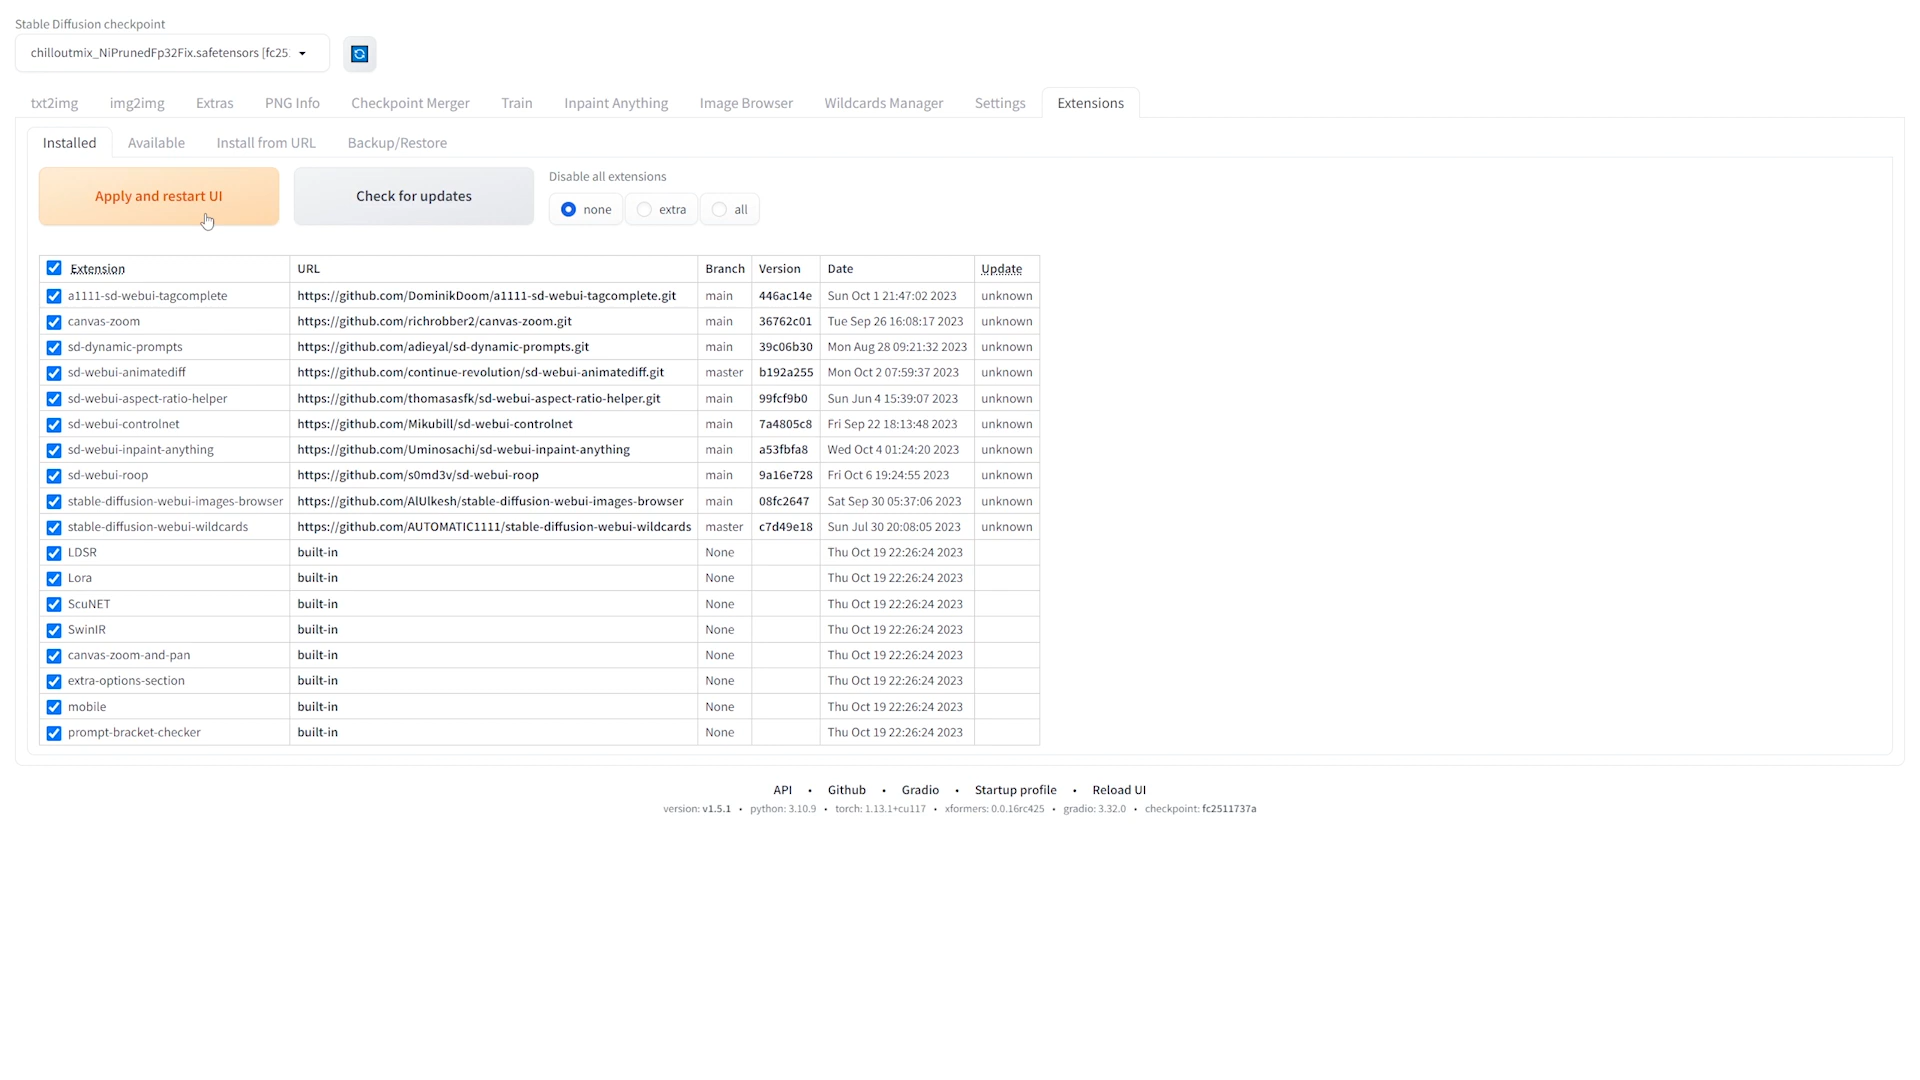 Stable Diffusion checkpoint
chilloutmix_NiPrunedFp32Fix.safetensors [fc25
txt2img img2img Extras PNG Info Checkpoint Merger Train Inpaint Anything Image Browser Wildcards Manager Settings Extensions
Installed Available Install from URL Backup/Restore
Apply and restart UI Check for updates Disable all extensions
none extra all
Extension URL Branch Version Date Update
a1111-sd-webui-tagcomplete https://github.com/DominikDoom/a1111-sd-webui-tagcomplete.git main 446ac14e Sun Oct 1 21:47:02 2023 unknown
canvas-zoom https://github.com/richrobber2/canvas-zoom.git main 36762c01 Tue Sep 26 16:08:17 2023 unknown
sd-dynamic-prompts https://github.com/adieyal/sd-dynamic-prompts.git main 39c06b30 Mon Aug 28 09:21:32 2023 unknown
sd-webui-animatediff https://github.com/continue-revolution/sd-webui-animatediff.git master b192a255 Mon Oct 2 07:59:37 2023 unknown
sd-webui-aspect-ratio-helper https://github.com/thomasasfk/sd-webui-aspect-ratio-helper.git main 99fcf9b0 Sun Jun 4 15:39:07 2023 unknown
sd-webui-controlnet https://github.com/Mikubill/sd-webui-controlnet main 7a4805c8 Fri Sep 22 18:13:48 2023 unknown
sd-webui-inpaint-anything https://github.com/Uminosachi/sd-webui-inpaint-anything main a53fbfa8 Wed Oct 4 01:24:20 2023 unknown
sd-webui-roop https://github.com/s0md3v/sd-webui-roop main 9a16e728 Fri Oct 6 19:24:55 2023 unknown
stable-diffusion-webui-images-browser https://github.com/AlUlkesh/stable-diffusion-webui-images-browser main 08fc2647 Sat Sep 30 05:37:06 2023 unknown
stable-diffusion-webui-wildcards https://github.com/AUTOMATIC1111/stable-diffusion-webui-wildcards master c7d49e18 Sun Jul 30 20:08:05 2023 unknown
LDSR built-in None Thu Oct 19 22:26:24 2023
Lora built-in None Thu Oct 19 22:26:24 2023
ScuNET built-in None Thu Oct 19 22:26:24 2023
SwinIR built-in None Thu Oct 19 22:26:24 2023
canvas-zoom-and-pan built-in None Thu Oct 19 22:26:24 2023
extra-options-section built-in None Thu Oct 19 22:26:24 2023
mobile built-in None Thu Oct 19 22:26:24 2023
prompt-bracket-checker built-in None Thu Oct 19 22:26:24 2023
API • Github • Gradio • Startup profile • Reload UI
version: v1.5.1 • python: 3.10.9 • torch: 1.13.1+cu117 • xformers: 0.0.16rc425 • gradio: 3.32.0 • checkpoint: fc2511737a